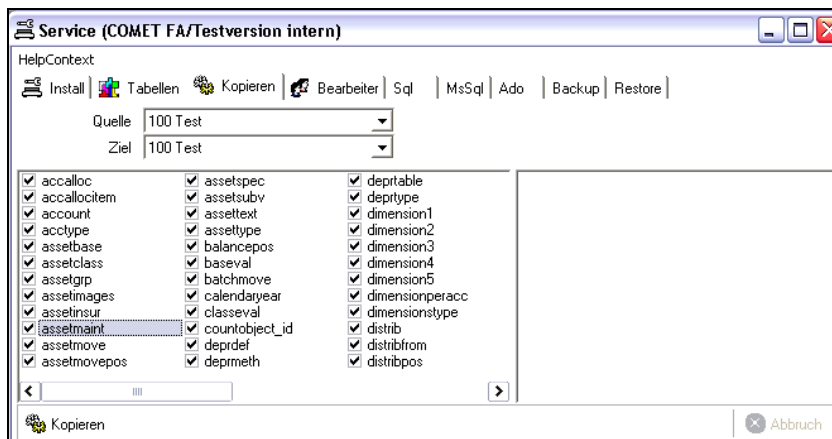 Service (COMET FA/Testversion intern)
HelpContext
Install Tabellen Kopieren Bearbeiter Sql MsSql Ado Backup Restore
Quelle 100 Test
Ziel 100 Test
accalloc assetspec deprtable
accallocitem assetsubv deprtype
account assettext dimension1
acctype assettype dimension2
assetbase balancepos dimension3
assetclass baseval dimension4
assetgrp batchmove dimension5
assetimages calendaryear dimensionperacc
assetinsur classeval dimensionstype
assetmaint countobject_id distrib
assetmove deprdef distribfrom
assetmovepos deprmeth distribpos
Kopieren Abbruch